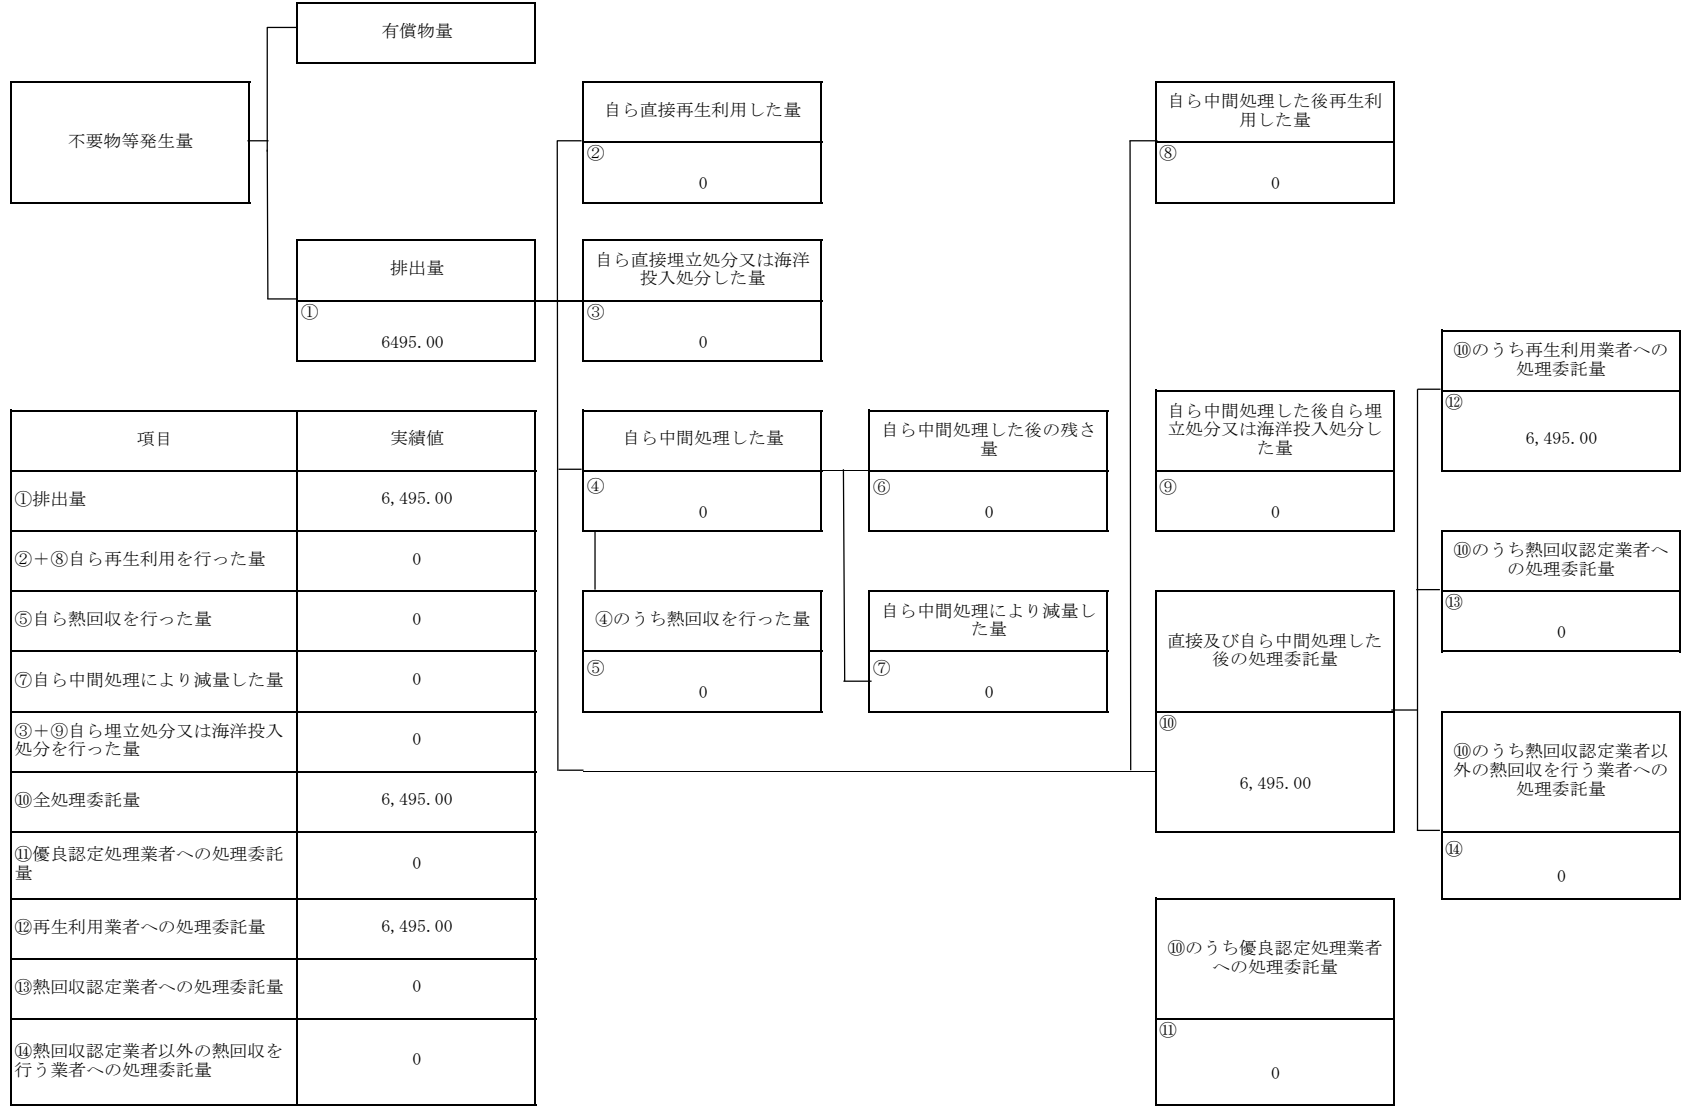 有償物量
不要物等発生量
自ら直接再生利用した量
②
0
自ら中間処理した後再生利
用した量
⑧
0
排出量
①
6495.00
自ら直接埋立処分又は海洋
投入処分した量
③
0
⑩のうち再生利用業者への
処理委託量
⑫
6,495.00
自ら中間処理した量
④
0
自ら中間処理した後の残さ
量
⑥
0
自ら中間処理した後自ら埋
立処分又は海洋投入処分し
た量
⑨
0
⑩のうち熱回収認定業者へ
の処理委託量
⑬
0
④のうち熱回収を行った量
⑤
0
自ら中間処理により減量し
た量
⑦
0
直接及び自ら中間処理した
後の処理委託量
⑩
6,495.00
⑩のうち熱回収認定業者以
外の熱回収を行う業者への
処理委託量
⑭
0
⑩のうち優良認定処理業者
への処理委託量
⑪
0
項目 実績値
①排出量 6,495.00
②＋⑧自ら再生利用を行った量 0
⑤自ら熱回収を行った量 0
⑦自ら中間処理により減量した量 0
③＋⑨自ら埋立処分又は海洋投入
処分を行った量 0
⑩全処理委託量 6,495.00
⑪優良認定処理業者への処理委託
量 0
⑫再生利用業者への処理委託量 6,495.00
⑬熱回収認定業者への処理委託量 0
⑭熱回収認定業者以外の熱回収を
行う業者への処理委託量 0